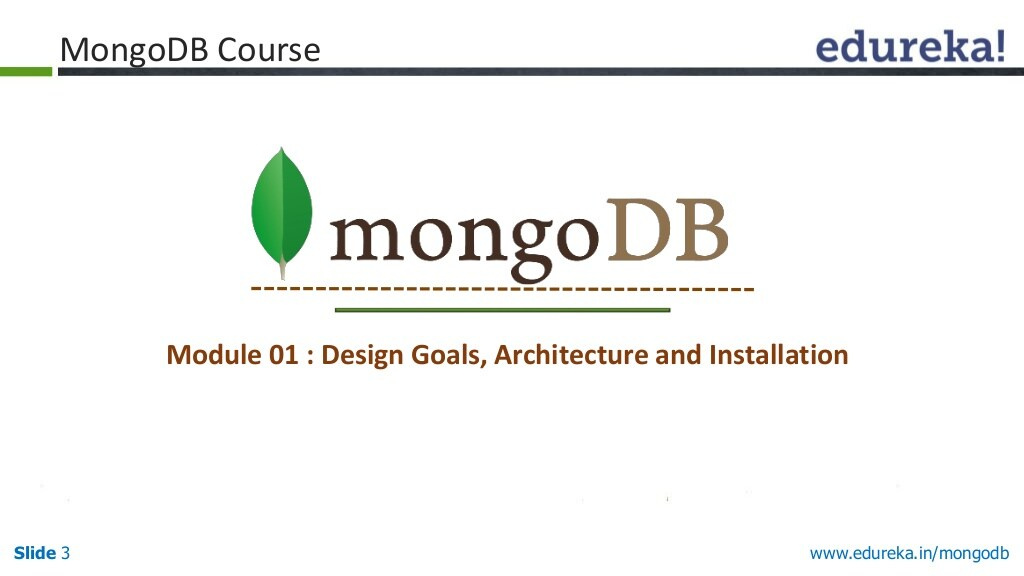 MongoDB Course
edureka!
mongoDB
Module 01 : Design Goals, Architecture and Installation
Slide 3
www.edureka.in/mongodb